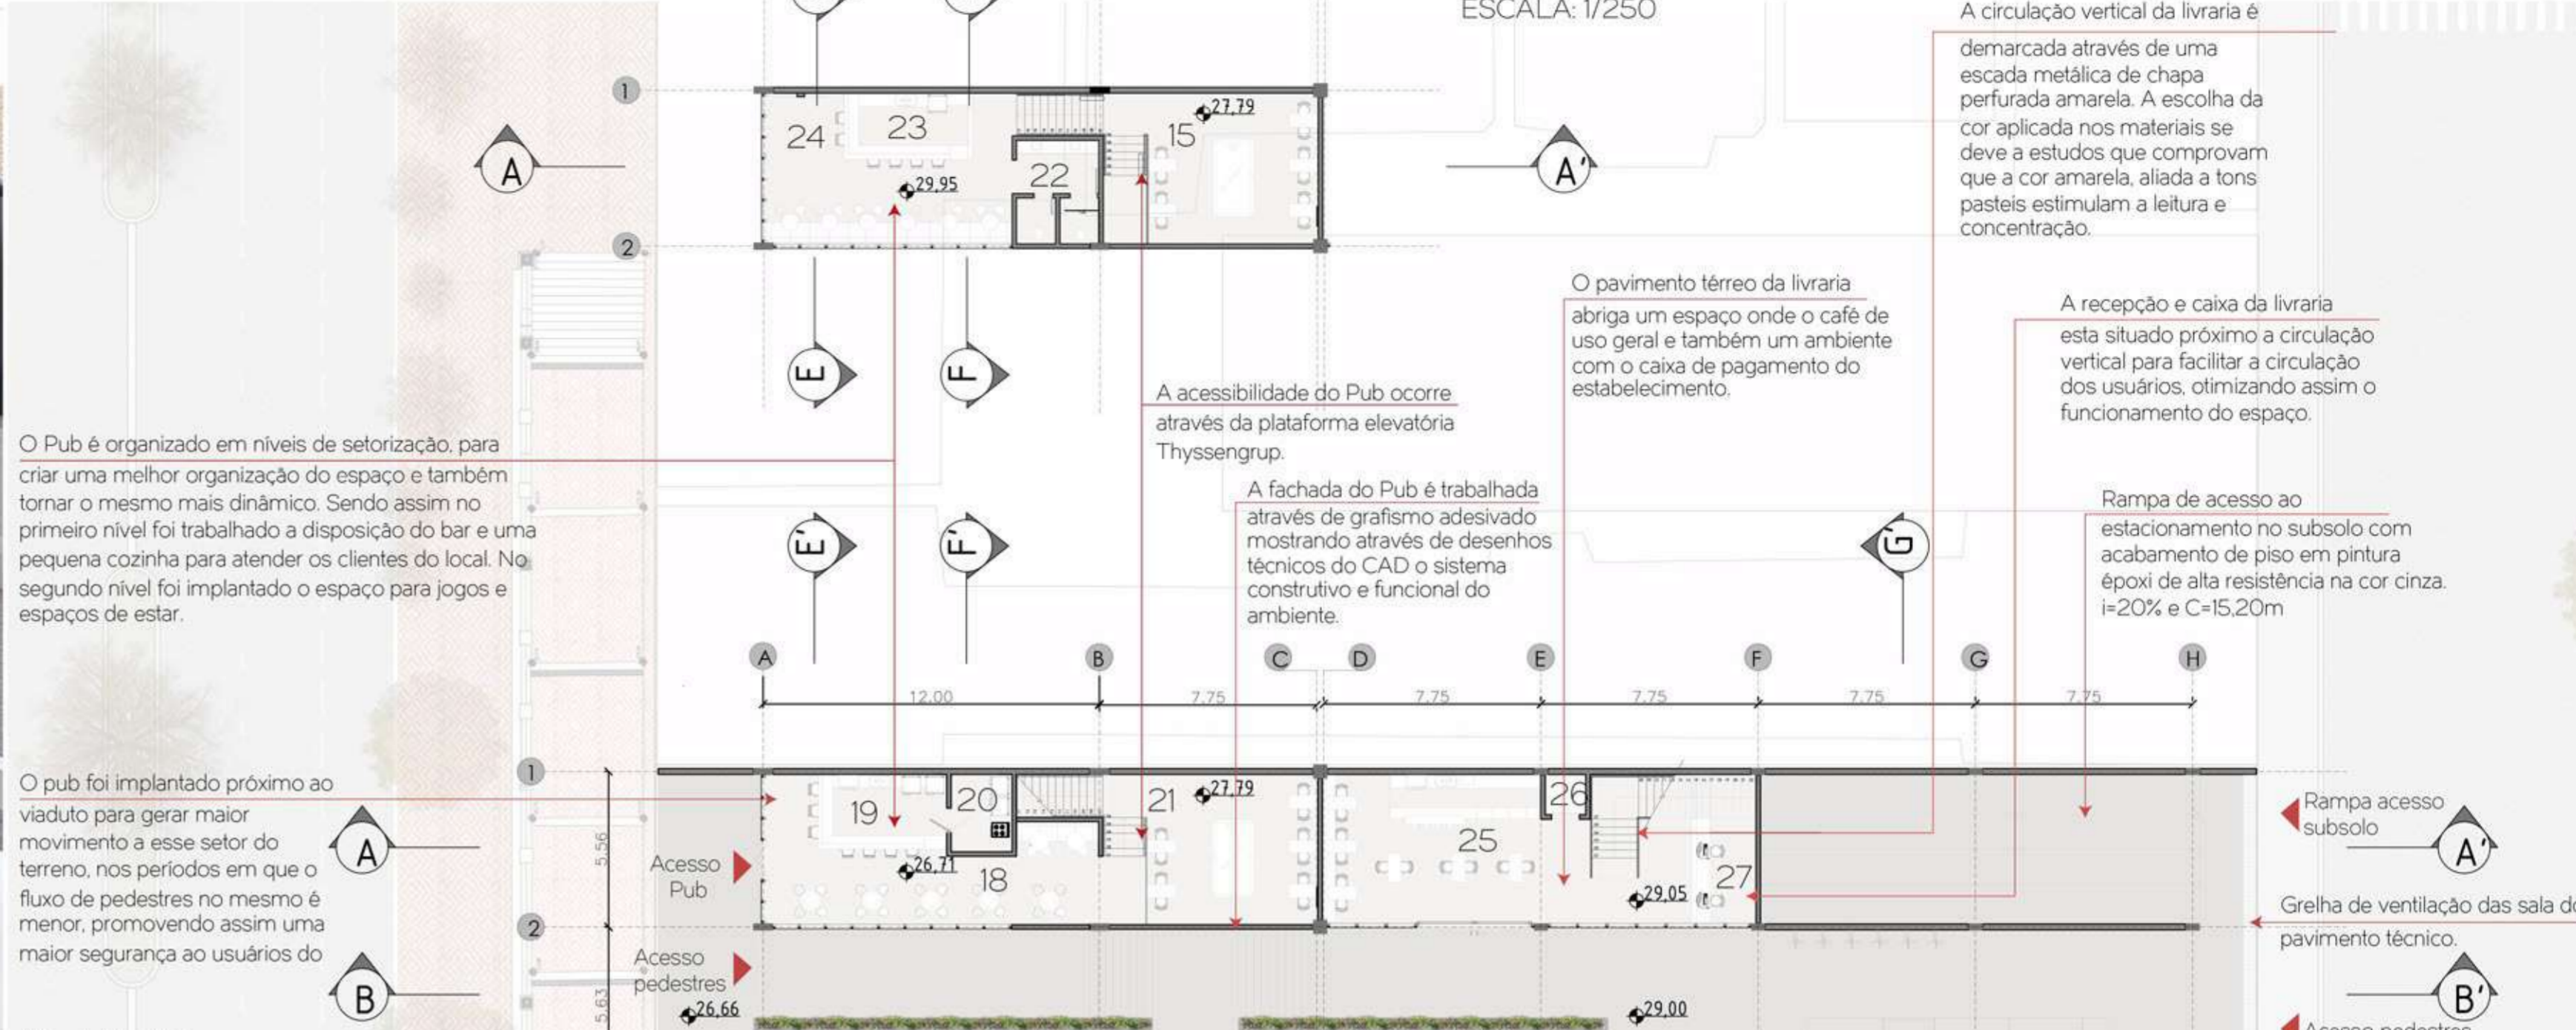 ESCALA: 1/250
A circulação vertical da livraria é
demarcada através de uma
escada metálica de chapa
perfurada amarela. A escolha da
cor aplicada nos materiais se
deve a estudos que comprovam
que a cor amarela, aliada a tons
pasteis estimulam a leitura e
concentração.
1
24
23
27,79
15
A
29,95
22
A'
2
O pavimento térreo da livraria
abriga um espaço onde o café de
uso geral e também um ambiente
com o caixa de pagamento do
estabelecimento.
A recepção e caixa da livraria
esta situado próximo a circulação
vertical para facilitar a circulação
dos usuários, otimizando assim o
funcionamento do espaço.
E
F
A acessibilidade do Pub ocorre
através da plataforma elevatória
Thyssengrup.
O Pub é organizado em níveis de setorização, para
criar uma melhor organização do espaço e também
tornar o mesmo mais dinâmico. Sendo assim no
primeiro nível foi trabalhado a disposição do bar e uma
pequena cozinha para atender os clientes do local. No
segundo nível foi implantado o espaço para jogos e
espaços de estar.
A fachada do Pub é trabalhada
através de grafismo adesivado
mostrando através de desenhos
técnicos do CAD o sistema
construtivo e funcional do
ambiente.
Rampa de acesso ao
estacionamento no subsolo com
acabamento de piso em pintura
époxi de alta resistência na cor cinza.
i=20% e C=15,20m
E'
F'
G'
A
B
C
D
E
F
G
H
12.00
7.75
7.75
7.75
7.75
7.75
O pub foi implantado próximo ao
viaduto para gerar maior
movimento a esse setor do
terreno, nos períodos em que o
fluxo de pedestres no mesmo é
menor, promovendo assim uma
maior segurança ao usuários do
1
A
5.56
2
B
5.63
Acesso
Pub
Acesso
pedestres
26,66
19
20
21
27,79
26,71
18
25
26
27
29,05
29,00
Rampa acesso
subsolo
A'
Grelha de ventilação das sala
pavimento técnico.
B'
Acesso pedestres